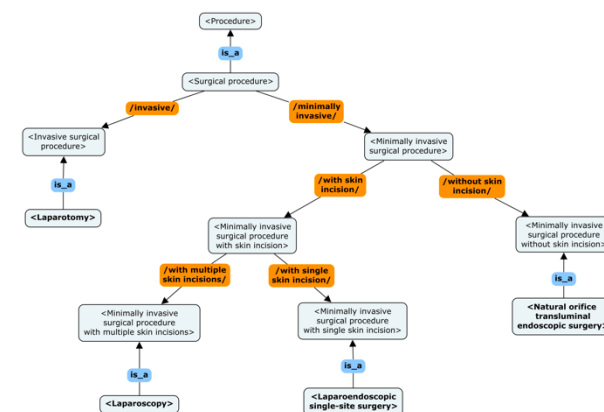 <Procedure>
is_a
<Surgical procedure>
/invasive/
/minimally
invasive/
<Invasive surgical
procedure>
<Minimally invasive
surgical procedure>
is_a
/with skin
incision/
/without skin
incision/
<Laparotomy>
<Minimally invasive
surgical procedure
with skin incision>
<Minimally invasive
surgical procedure
without skin incision>
/with multiple
skin incisions/
/with single
skin incision/
is_a
<Minimally invasive
surgical procedure
with multiple skin incisions>
<Minimally invasive
surgical procedure
with single skin incision>
<Natural orifice
transluminal
endoscopic surgery>
is_a
is_a
<Laparoscopy>
<Laparoendoscopic
single-site surgery>